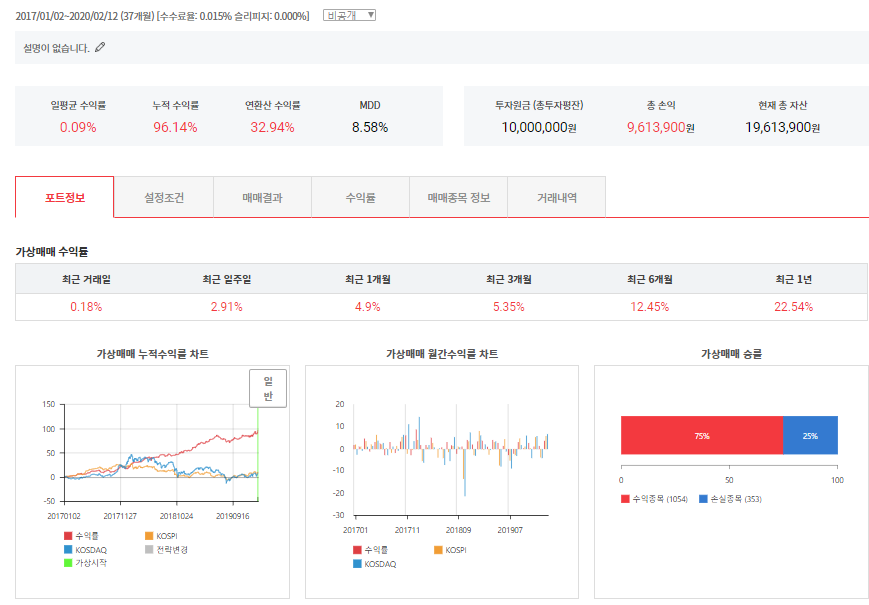 2017/01/02~2020/02/12 (37개월) [수수료율: 0.015% 슬리피지: 0.000%] 비공개
설명이 없습니다.
일평균 수익률 누적 수익률 연환산 수익률 MDD 투자원금 (총투자평잔) 총 손익 현재 총 자산
0.09% 96.14% 32.94% 8.58% 10,000,000원 9,613,900원 19,613,900원
포트정보 설정조건 매매결과 수익률 매매종목 정보 거래내역
가상매매 수익률
최근 거래일 최근 일주일 최근 1개월 최근 3개월 최근 6개월 최근 1년
0.18% 2.91% 4.9% 5.35% 12.45% 22.54%
가상매매 누적수익률 차트 가상매매 월간수익률 차트 가상매매 승률
일
반
150
100
50
0
-50
20170102 20171127 20181024 20190916
수익률 KOSPI
KOSDAQ 전략변경
가상시작
20
10
0
-10
-20
-30
201701 201711 201809 201907
수익률 KOSPI
KOSDAQ
75% 25%
0 50 100
수익종목 (1054) 손실종목 (353)